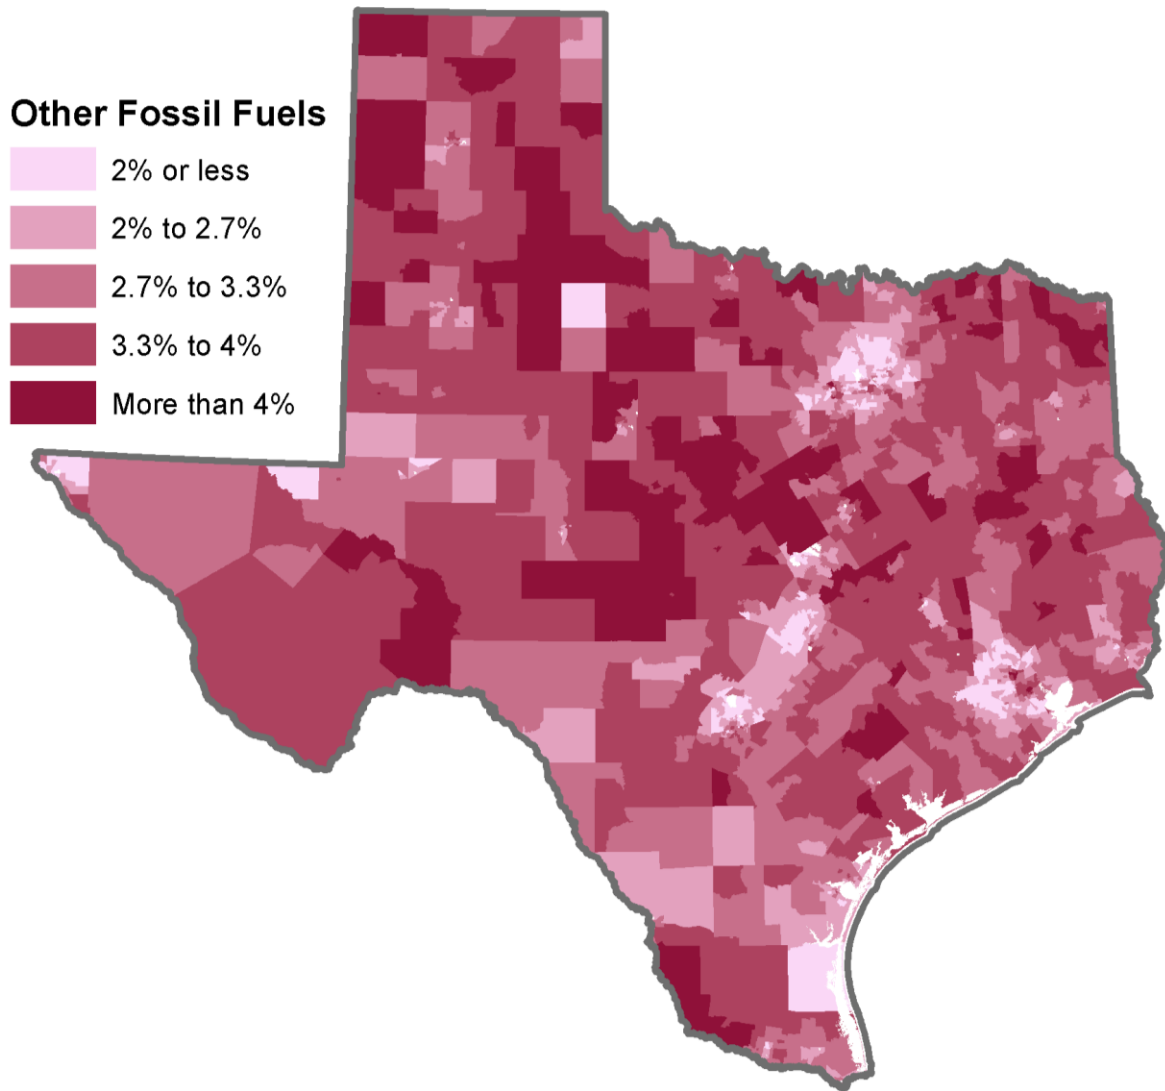 Other Fossil Fuels
2% or less
2% to 2.7%
2.7% to 3.3%
3.3% to 4%
More than 4%